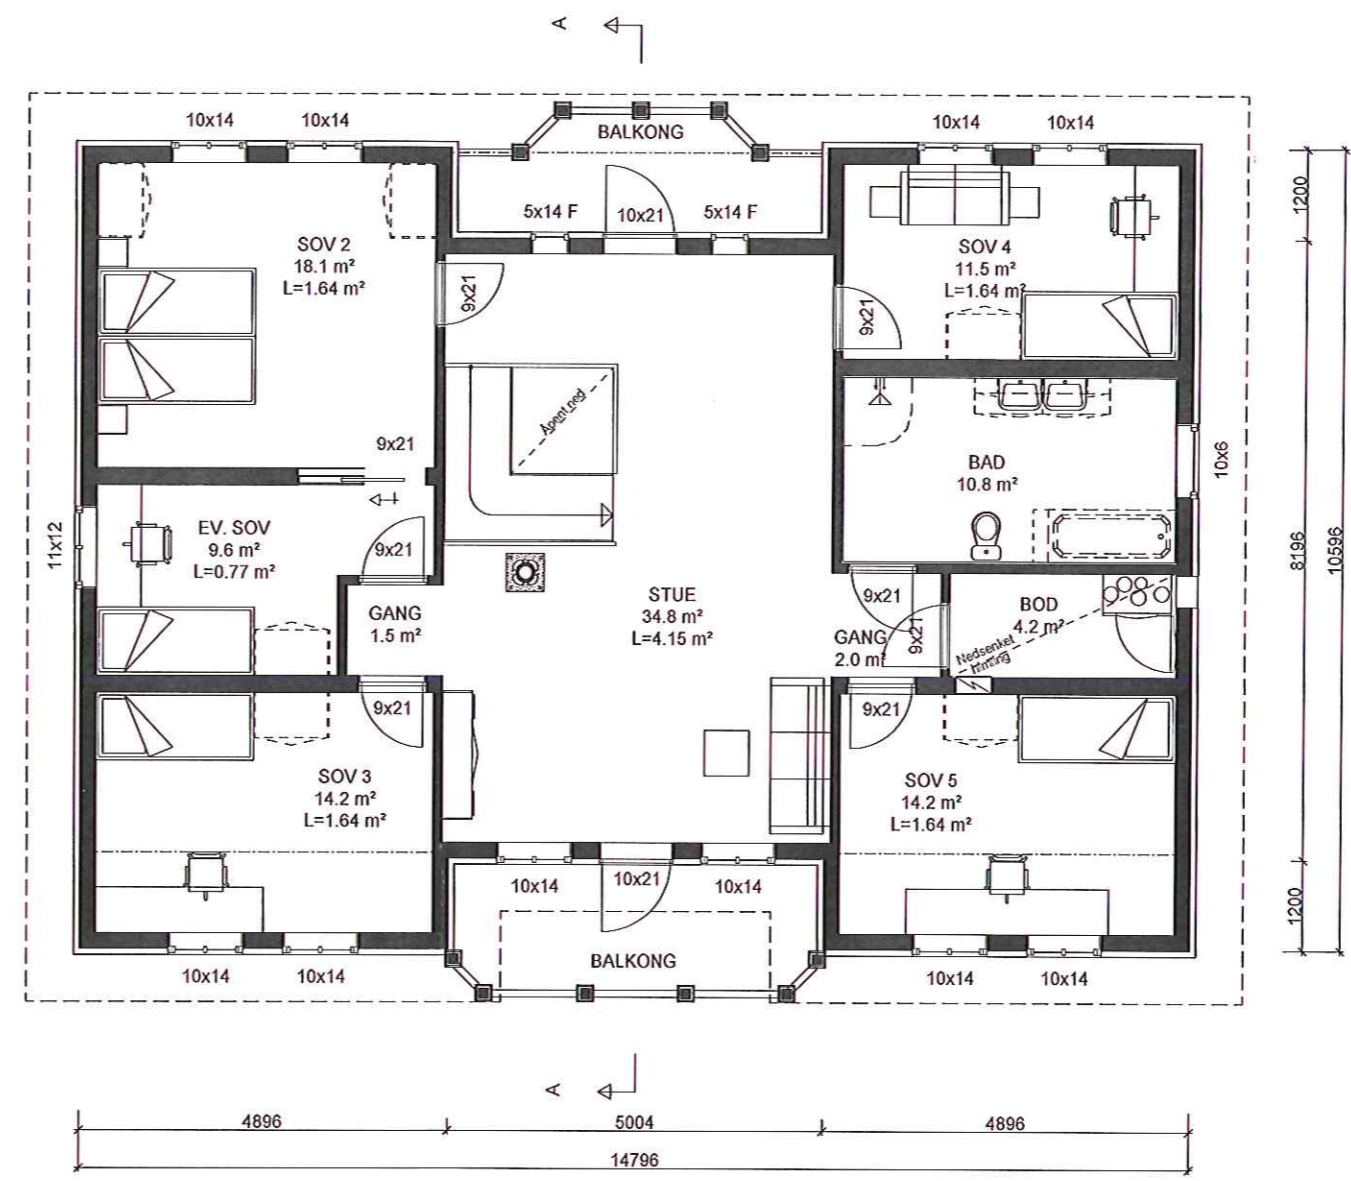 A
10x14
10x14
BALKONG
10x14
10x14
5x14 F
10x21
5x14 F
SOV 2
18.1 m²
L=1.64 m²
9x21
SOV 4
11.5 m²
L=1.64 m²
9x21
1200
Åpent ned
9x21
BAD
10.8 m²
10x6
11x12
EV. SOV
9.6 m²
L=0.77 m²
9x21
8196
10596
GANG
1.5 m²
STUE
34.8 m²
L=4.15 m²
9x21
GANG
2.0 m²
9x21
BOD
4.2 m²
Nedsenket
himling
9x21
9x21
SOV 3
14.2 m²
L=1.64 m²
SOV 5
14.2 m²
L=1.64 m²
10x14
10x21
10x14
1200
BALKONG
10x14
10x14
10x14
10x14
A
4896
5004
4896
14796